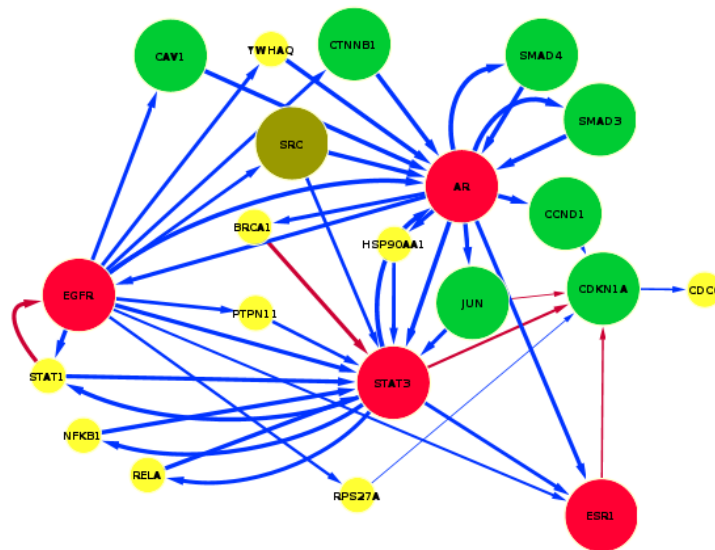 CAV1
YWHAQ
CTNNB1
SMAD4
SMAD3
SRC
AR
BRCA1
HSP90AA1
CCND1
EGFR
PTPN11
JUN
CDKN1A
STAT1
STAT3
NFKB1
RELA
RPS27A
ESR1